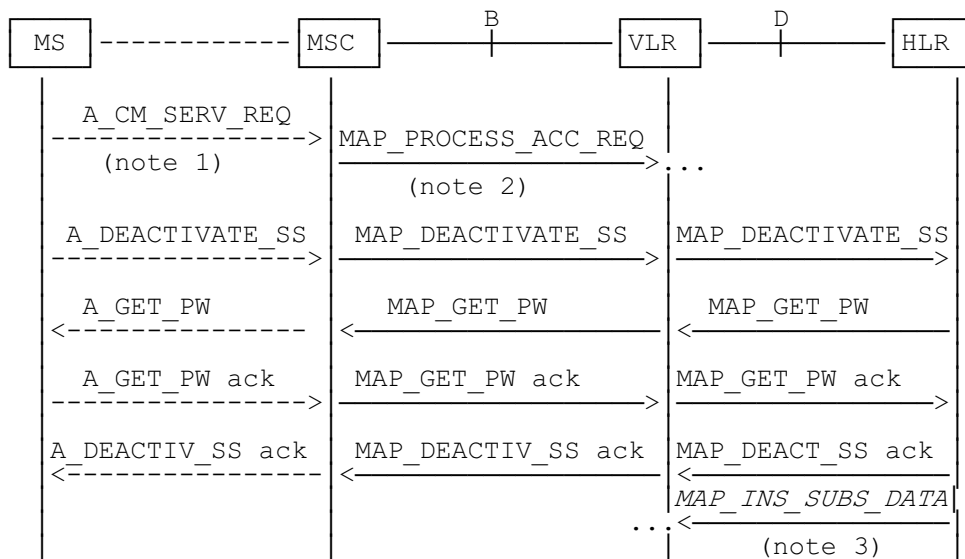 B D
MS MSC VLR HLR
A_CM_SERV_REQ
MAP_PROCESS_ACC_REQ
(note 1) ...
(note 2)
A_DEACTIVATE_SS MAP_DEACTIVATE_SS MAP_DEACTIVATE_SS
A_GET_PW MAP_GET_PW MAP_GET_PW
A_GET_PW ack MAP_GET_PW ack MAP_GET_PW ack
A_DEACTIV_SS ack MAP_DEACTIV_SS ack MAP_DEACT_SS ack
MAP_INS_SUBS_DATA
...
(note 3)